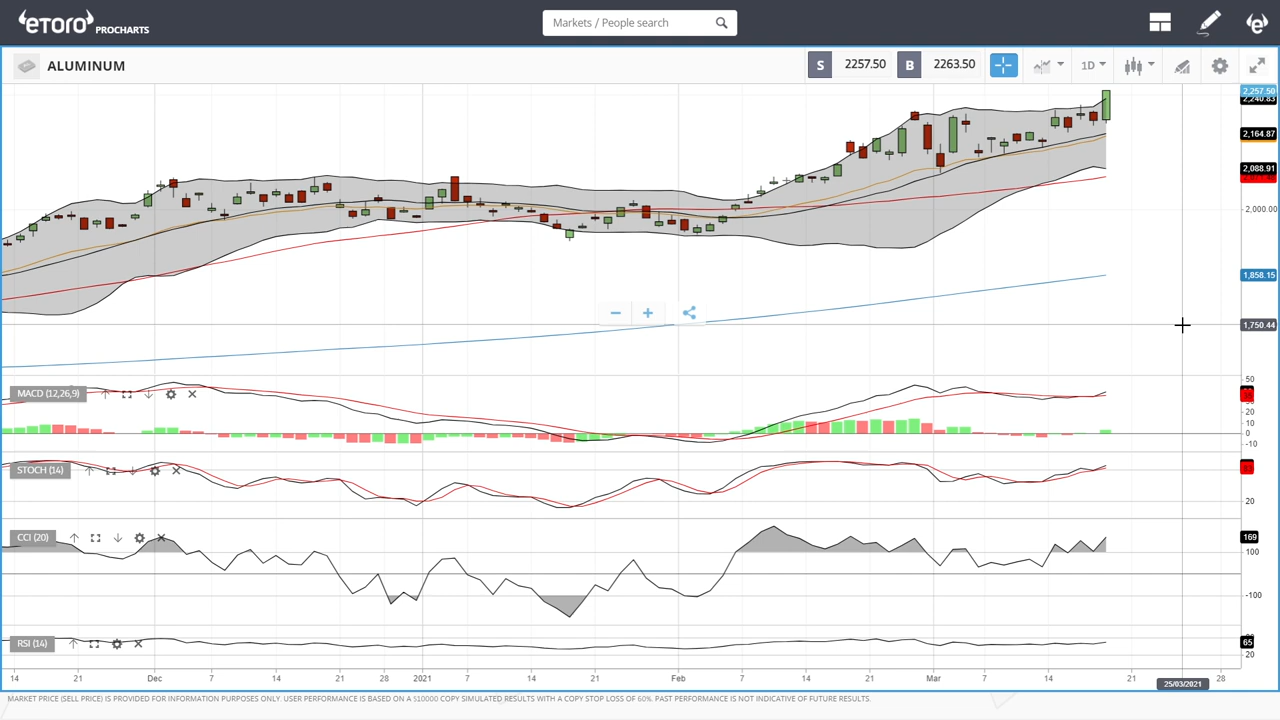 eToro PROCHARTS
Markets / People search
ALUMINUM
S 2257.50 B 2263.50 1D
2,257.50
2,240.83
2,164.87
2,088.91
2,000.00
1,858.15
1,750.44
MACD (12,26,9)
50
20
10
0
-10
STOCH (14)
20
CCI (20)
169
100
-100
RSI (14)
65
20
14 21 28 Dec 7 14 21 28 2021 7 14 21 Feb 7 14 21 Mar 7 14 21 28
25/03/2021
MARKET PRICE (SELL PRICE) IS PROVIDED FOR INFORMATION PURPOSES ONLY. USER PERFORMANCE IS BASED ON A $10000 COPY SIMULATED RESULTS WITH A COPY STOP LOSS OF 60%. PAST PERFORMANCE IS NOT INDICATIVE OF FUTURE RESULTS.